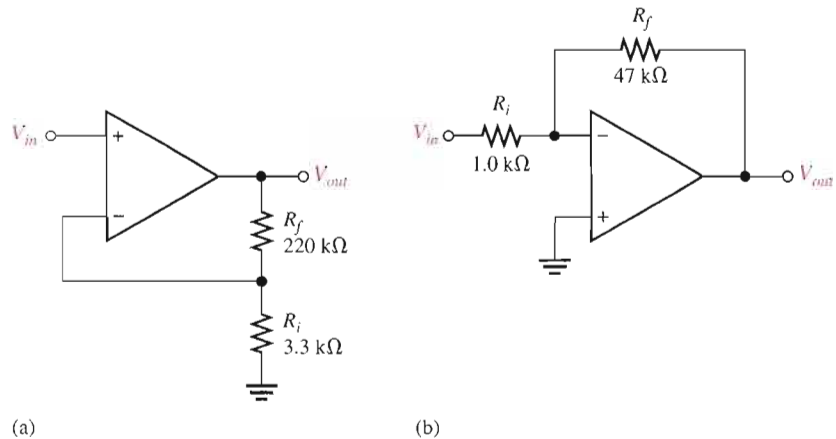 V_in
+
−
V_out
R_f
220 kΩ
R_i
3.3 kΩ
(a)
R_f
47 kΩ
V_in
R_i
1.0 kΩ
−
+
V_out
(b)